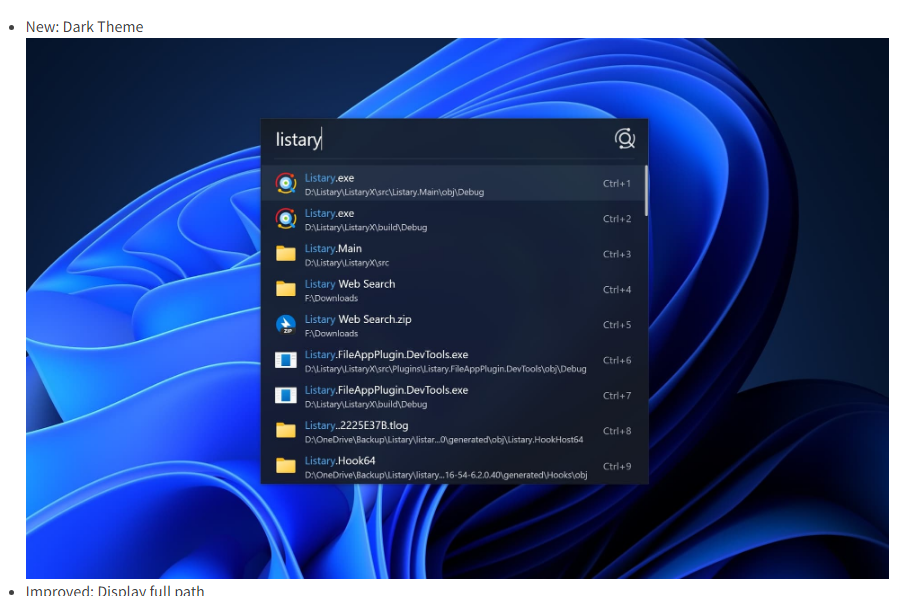 New: Dark Theme
listary
Listary.exe
D:\Listary\ListaryX\src\Listary.Main\obj\Debug
Ctrl+1
Listary.exe
D:\Listary\ListaryX\build\Debug
Ctrl+2
Listary.Main
D:\Listary\ListaryX\src
Ctrl+3
Listary Web Search
F:\Downloads
Ctrl+4
ZIP
Listary Web Search.zip
F:\Downloads
Ctrl+5
Listary.FileAppPlugin.DevTools.exe
D:\Listary\ListaryX\src\Plugins\Listary.FileAppPlugin.DevTools\obj\Debug
Ctrl+6
Listary.FileAppPlugin.DevTools.exe
D:\Listary\ListaryX\build\Debug
Ctrl+7
Listary..2225E37B.tlog
D:\OneDrive\Backup\Listary\listar...0\generated\obj\Listary.HookHost64
Ctrl+8
Listary.Hook64
D:\OneDrive\Backup\Listary\listary...16-54-6.2.0.40\generated\Hooks\obj
Ctrl+9
Improved: Display full path